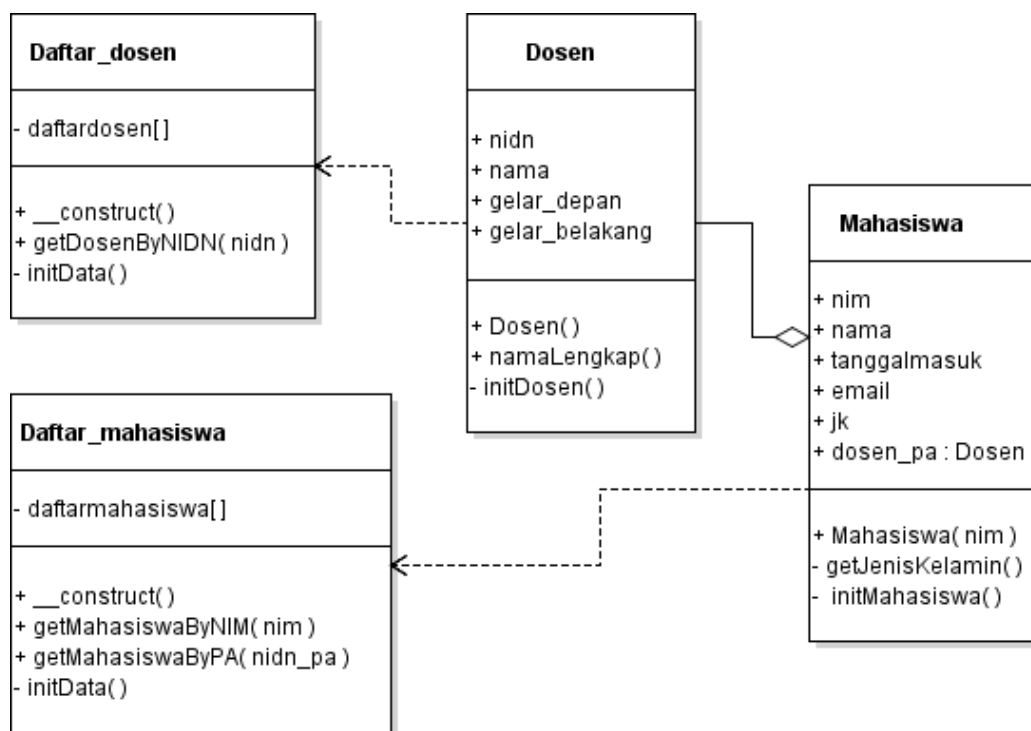 Daftar_dosen
- daftardosen[]
+ __construct()
+ getDosenByNIDN( nidn )
- initData()
Dosen
+ nidn
+ nama
+ gelar_depan
+ gelar_belakang
+ Dosen()
+ namaLengkap()
- initDosen()
Mahasiswa
+ nim
+ nama
+ tanggalmasuk
+ email
+ jk
+ dosen_pa : Dosen
+ Mahasiswa( nim )
- getJenisKelamin()
- initMahasiswa()
Daftar_mahasiswa
- daftarmahasiswa[]
+ __construct()
+ getMahasiswaByNIM( nim )
+ getMahasiswaByPA( nidn_pa )
- initData()